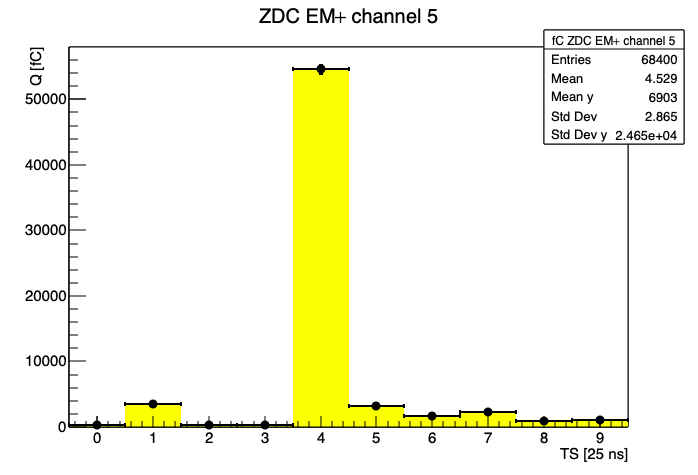 ZDC EM+ channel 5
fC ZDC EM+ channel 5
Entries 68400
Mean 4.529
Mean y 6903
Std Dev 2.865
Std Dev y 2.465e+04
Q [fC]
50000
40000
30000
20000
10000
0
0 1 2 3 4 5 6 7 8 9
TS [25 ns]